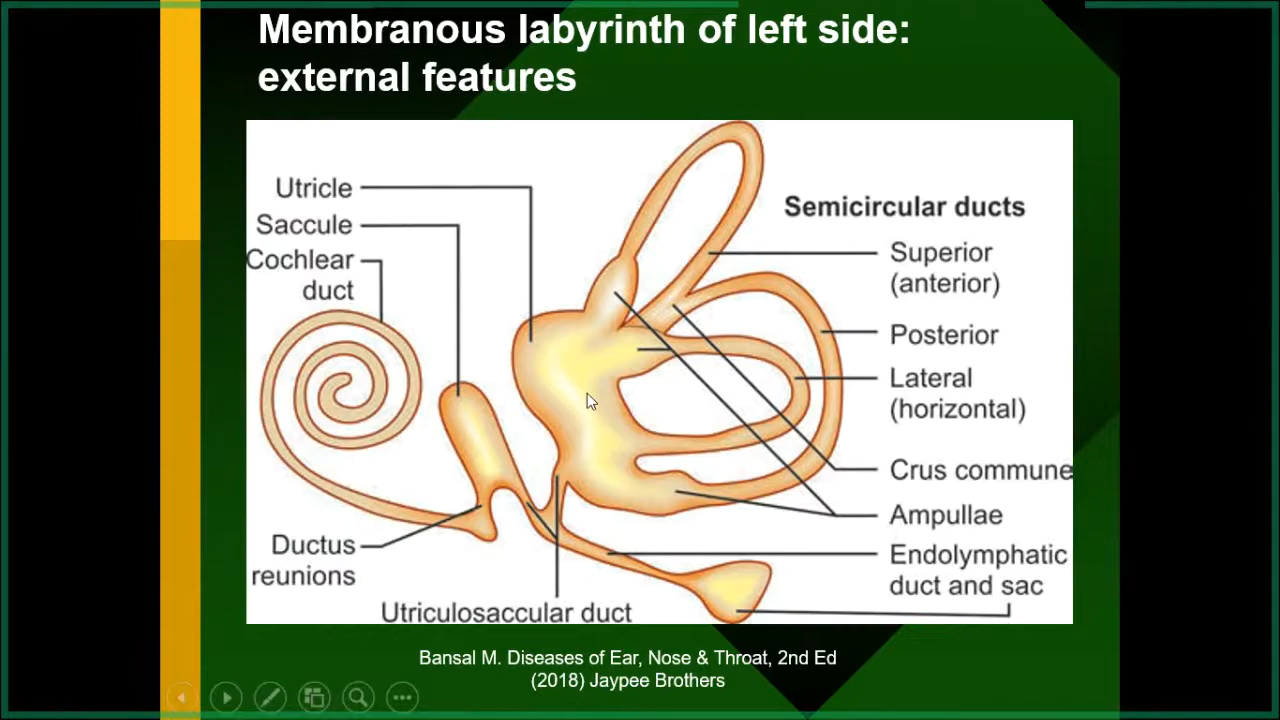 Membranous labyrinth of left side:
external features
Utricle
Saccule
Cochlear
duct
Ductus
reunions
Utriculosaccular duct
Semicircular ducts
Superior
(anterior)
Posterior
Lateral
(horizontal)
Crus commune
Ampullae
Endolymphatic
duct and sac
Bansal M. Diseases of Ear, Nose & Throat, 2nd Ed
(2018) Jaypee Brothers